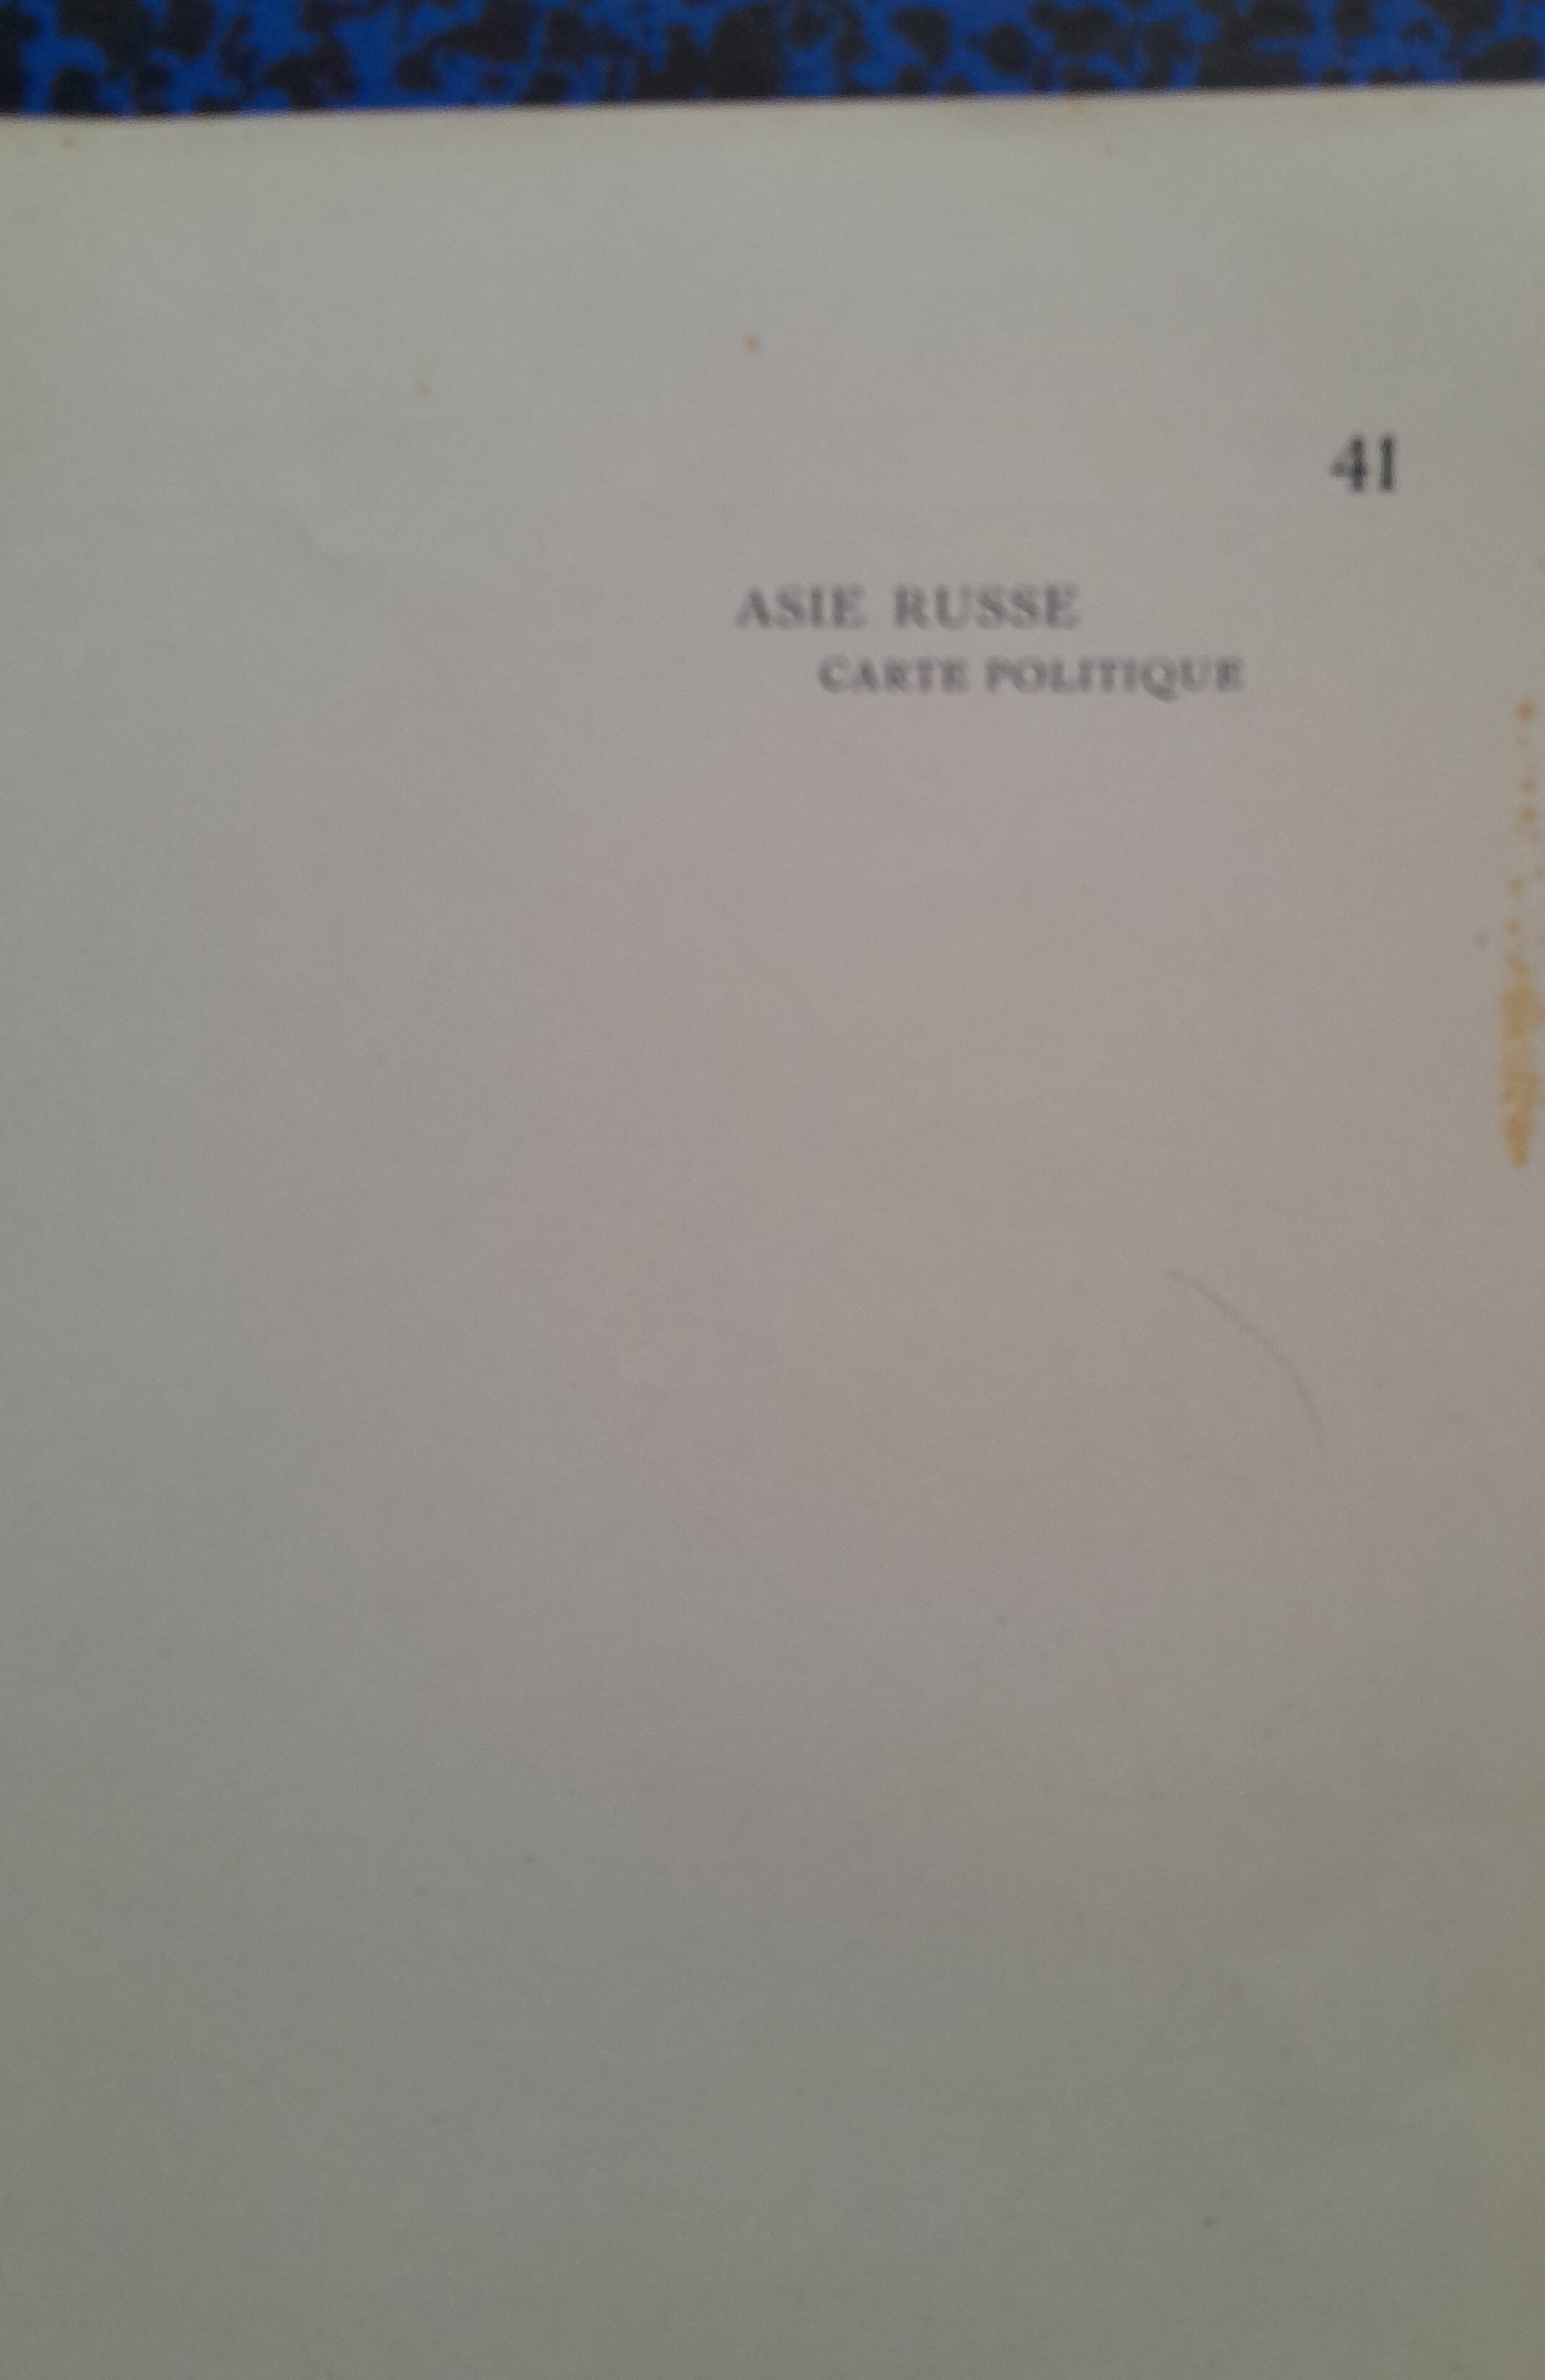 41
ASIE RUSSE
CARTE POLITIQUE